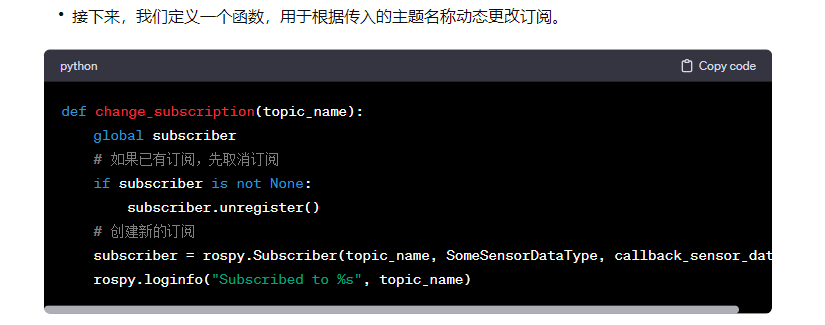 • 接下来，我们定义一个函数，用于根据传入的主题名称动态更改订阅。
python
Copy code
def change_subscription(topic_name):
    global subscriber
    # 如果已有订阅，先取消订阅
    if subscriber is not None:
        subscriber.unregister()
    # 创建新的订阅
    subscriber = rospy.Subscriber(topic_name, SomeSensorDataType, callback_sensor_dat
    rospy.loginfo("Subscribed to %s", topic_name)